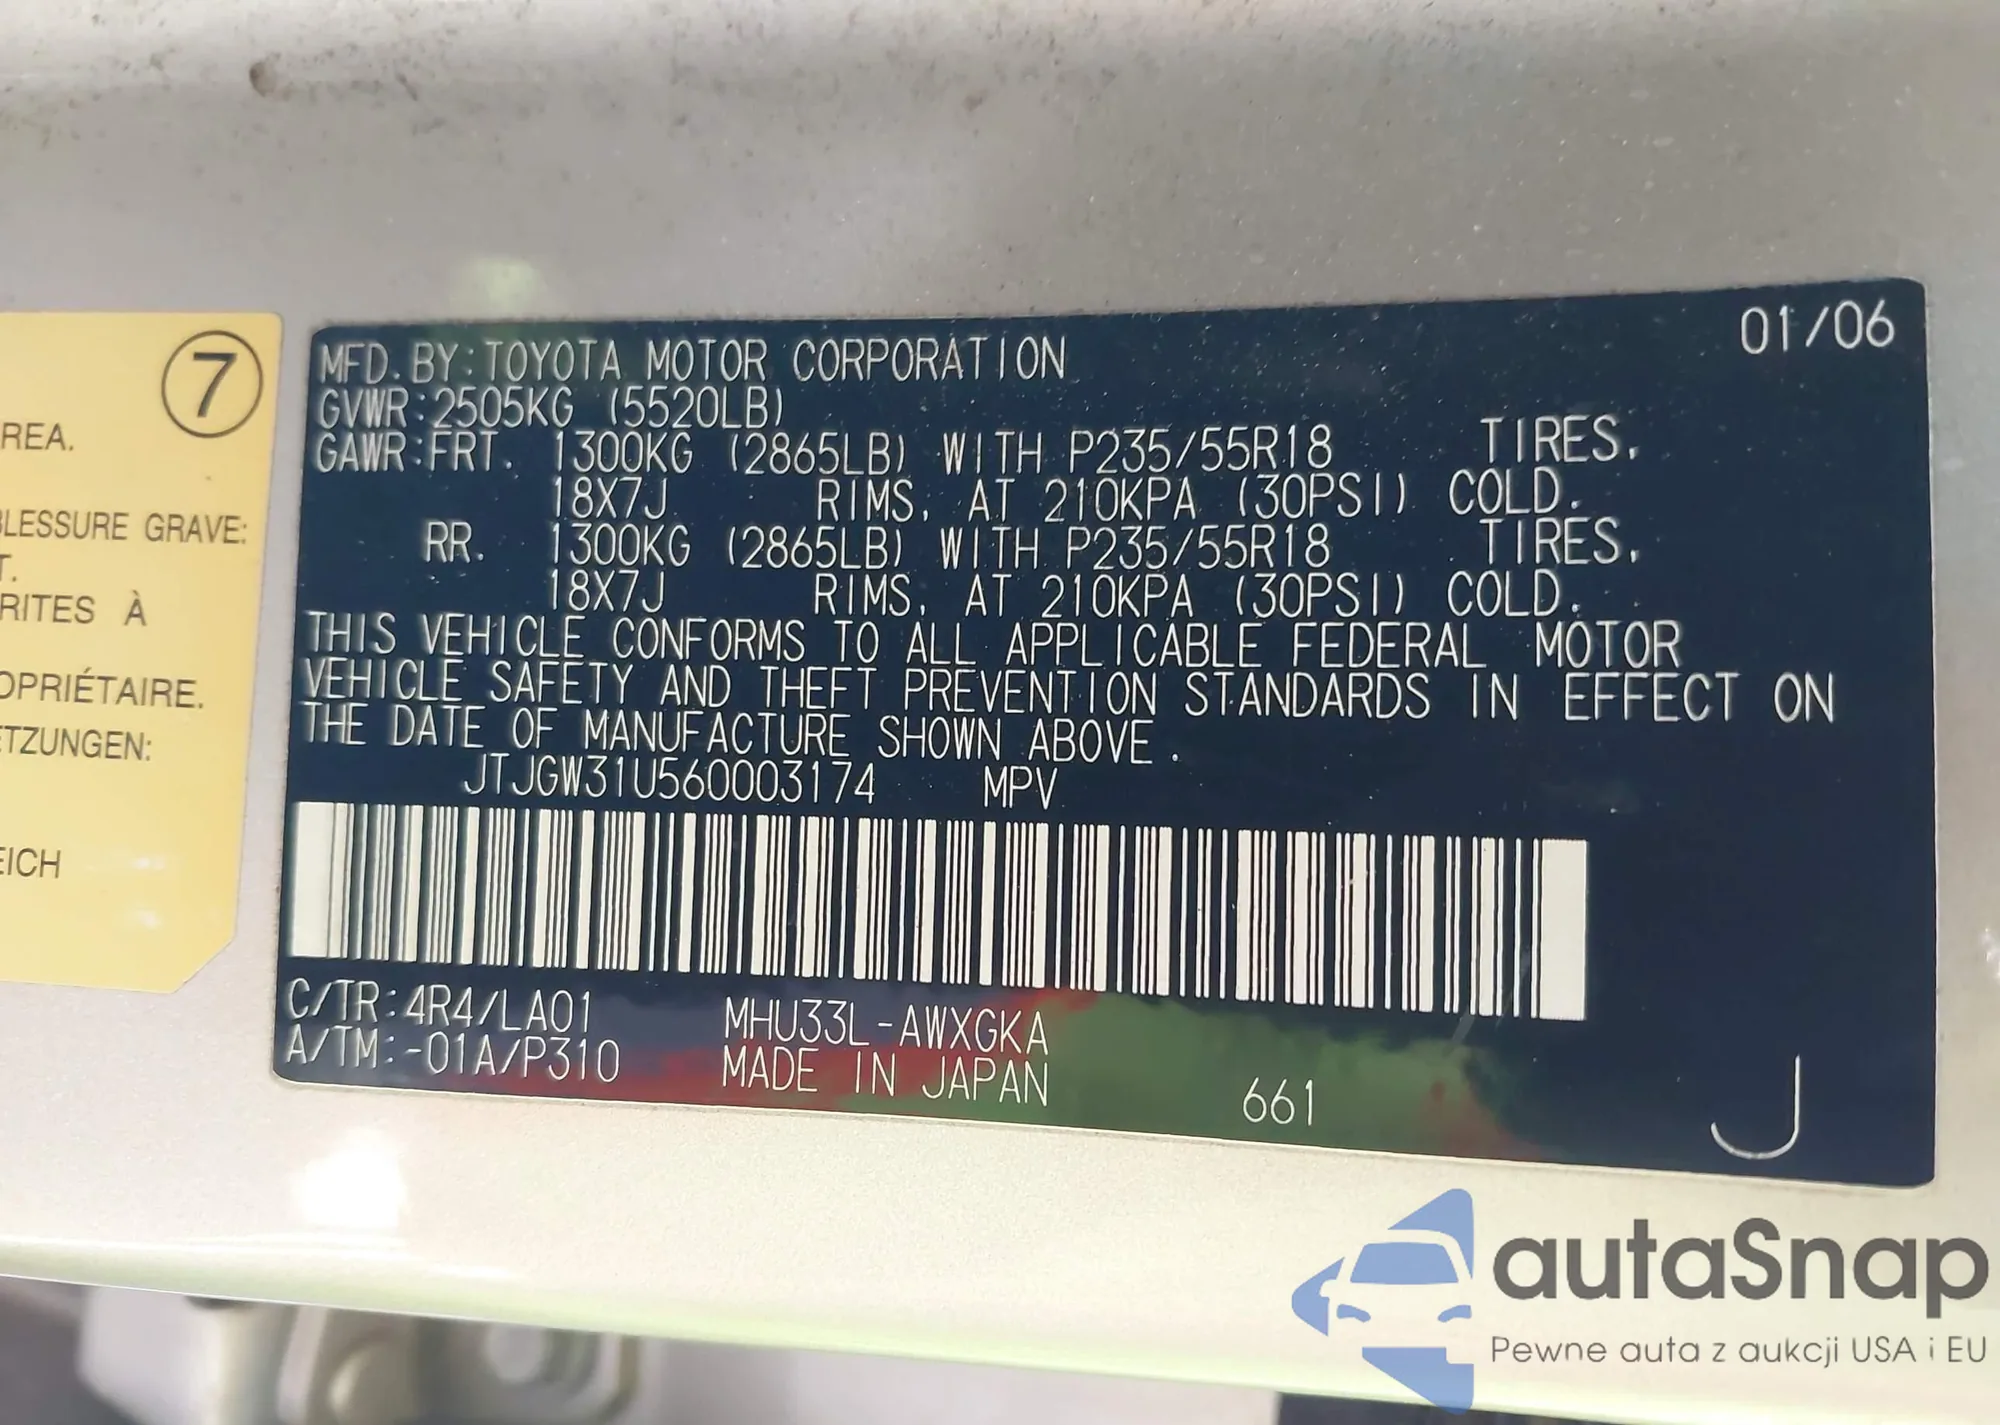 7
REA.
BLESSURE GRAVE:
T.
RITES À
OPRIÉTAIRE.
ETZUNGEN:
EICH
01/06
MFD. BY: TOYOTA MOTOR CORPORATION
GVWR: 2505KG (5520LB)
GAWR: FRT. 1300KG (2865LB) WITH P235/55R18 TIRES,
18X7J RIMS, AT 210KPA (30PSI) COLD.
RR. 1300KG (2865LB) WITH P235/55R18 TIRES,
18X7J RIMS, AT 210KPA (30PSI) COLD.
THIS VEHICLE CONFORMS TO ALL APPLICABLE FEDERAL MOTOR
VEHICLE SAFETY AND THEFT PREVENTION STANDARDS IN EFFECT ON
THE DATE OF MANUFACTURE SHOWN ABOVE.
JTJGW31U560003174 MPV
C/TR: 4R4/LA01 MHU33L-AWXGKA
A/TM: -01A/P310 MADE IN JAPAN 661 J
autaSnap
Pewne auta z aukcji USA i EU